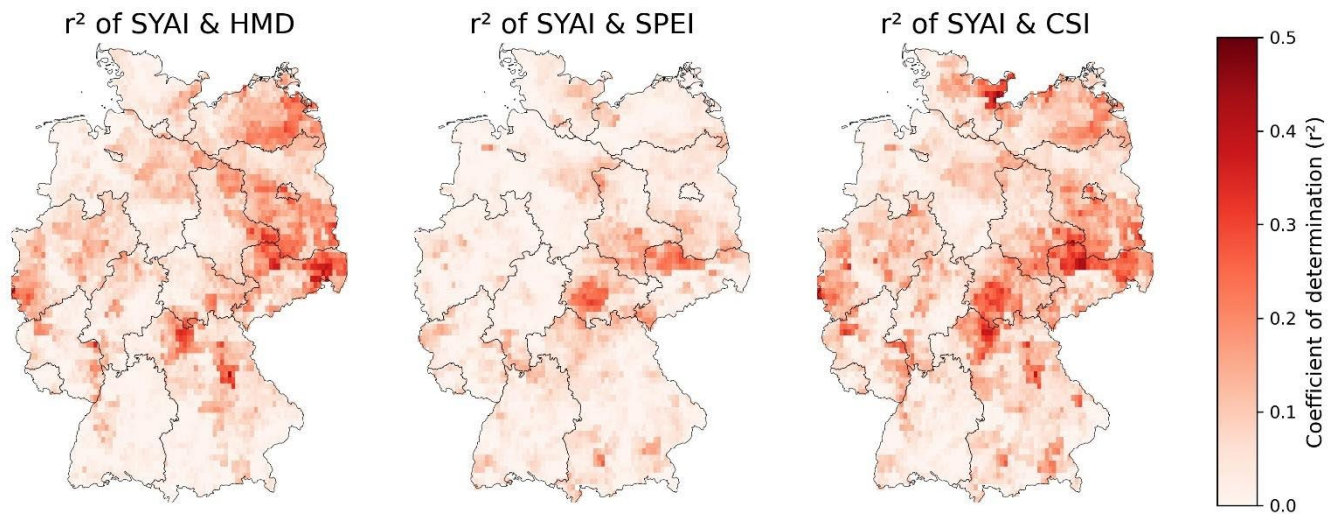 r² of SYAI & HMD
r² of SYAI & SPEI
r² of SYAI & CSI
0.5
0.4
0.3
0.2
0.1
0.0
Coefficient of determination (r²)